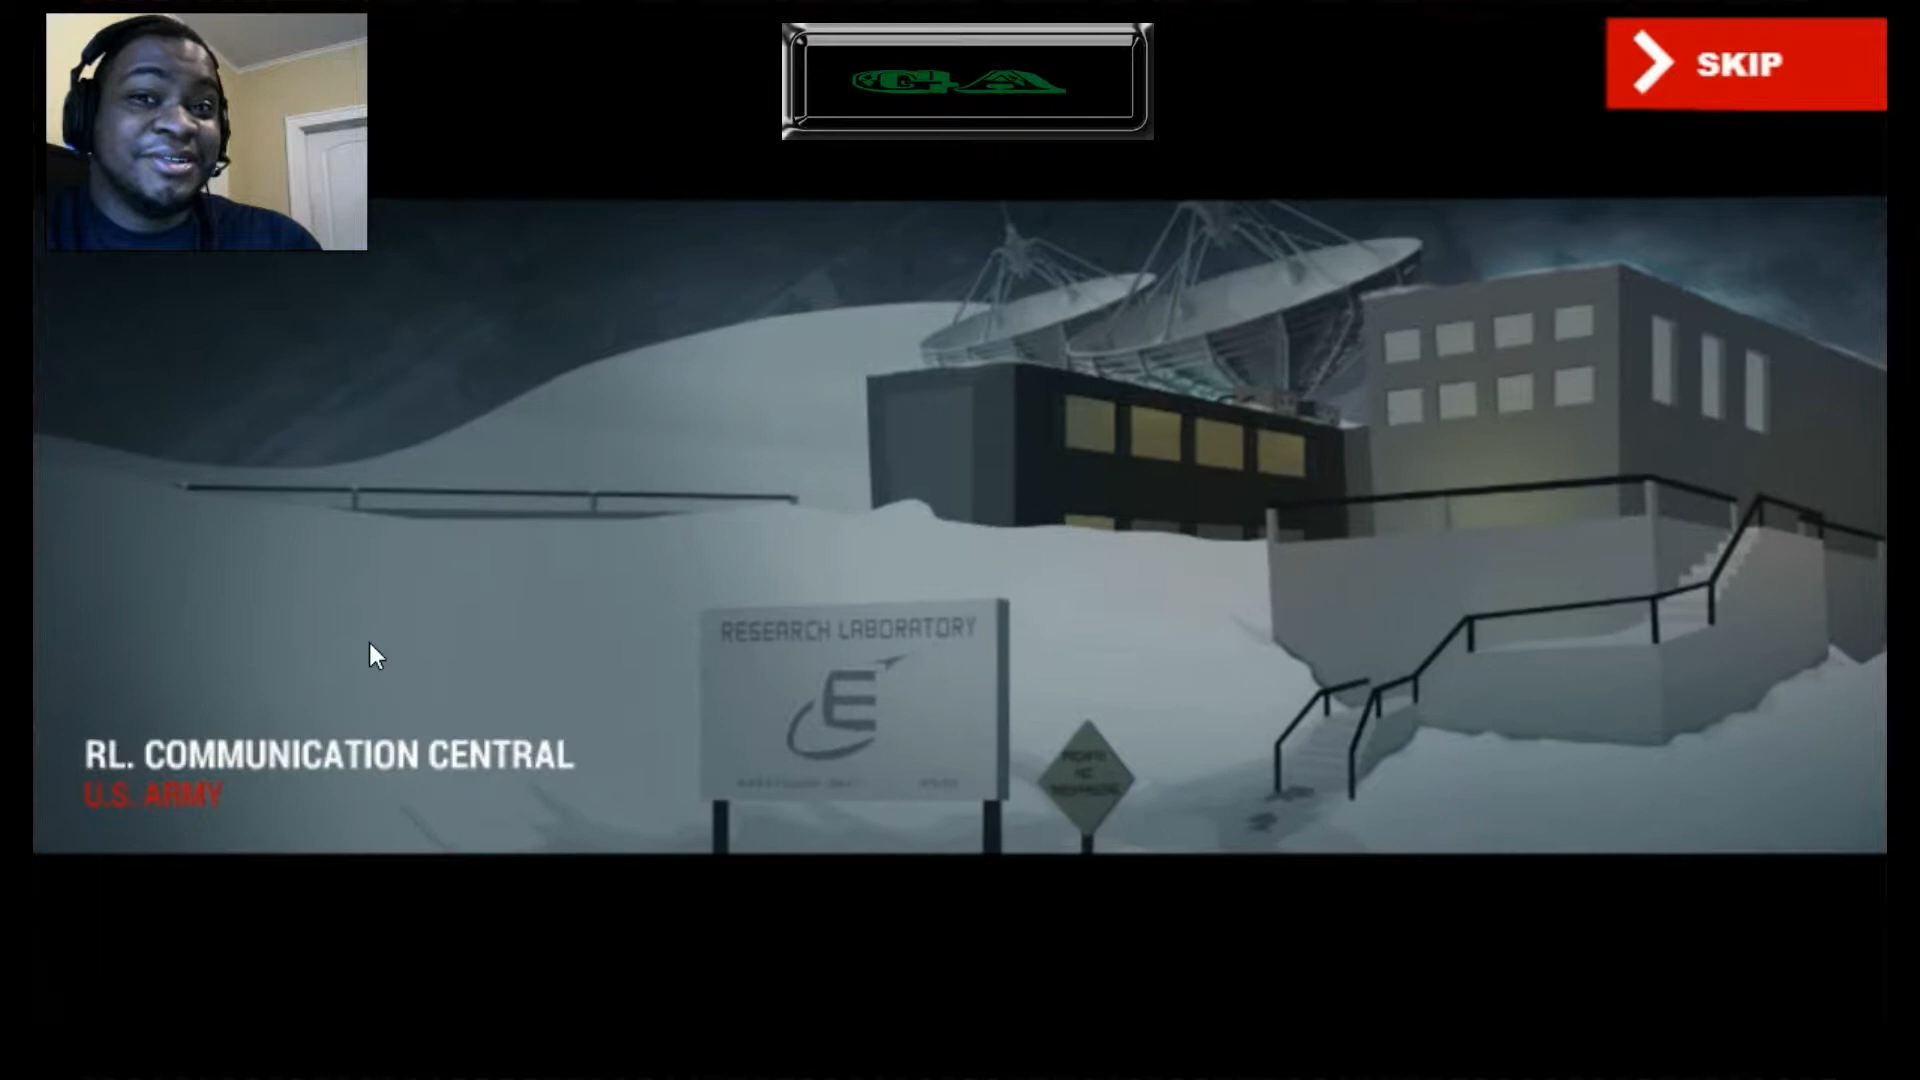 G.A
SKIP
RESEARCH LABORATORY
E
RL. COMMUNICATION CENTRAL
U.S. ARMY